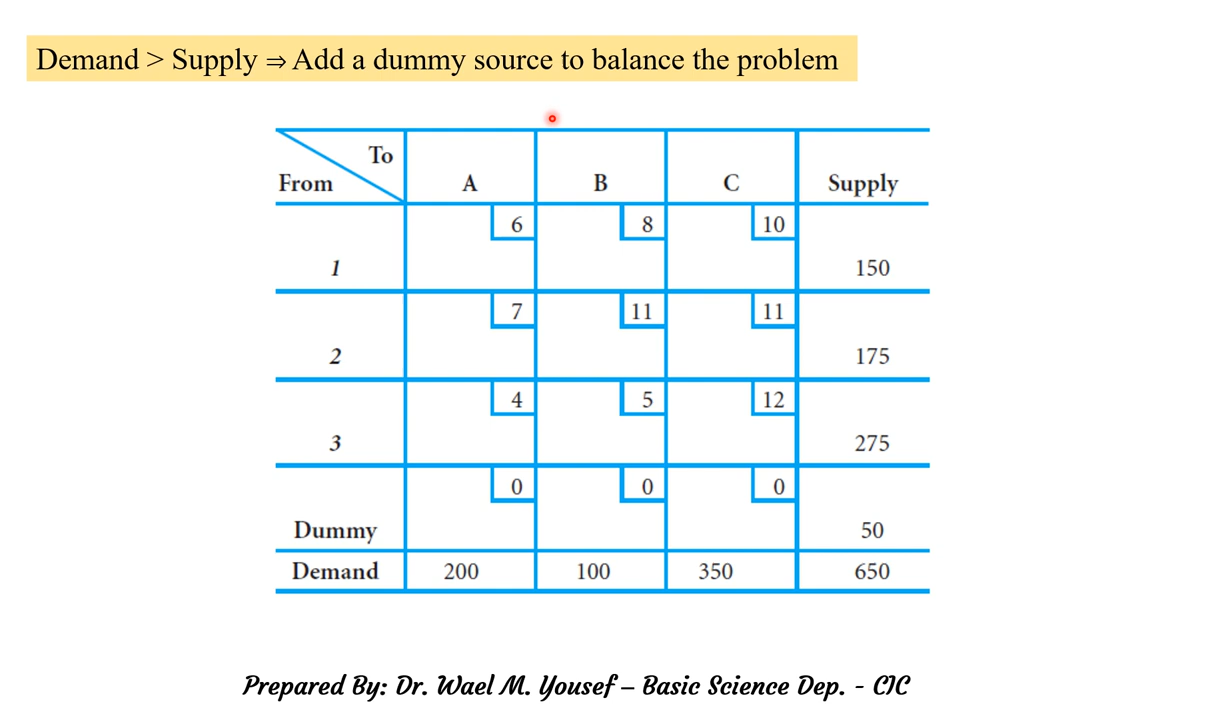 Demand > Supply ⇒ Add a dummy source to balance the problem
To
From A B C Supply
6 8 10
1 150
7 11 11
2 175
4 5 12
3 275
0 0 0
Dummy 50
Demand 200 100 350 650
Prepared By: Dr. Wael M. Yousef – Basic Science Dep. - CIC